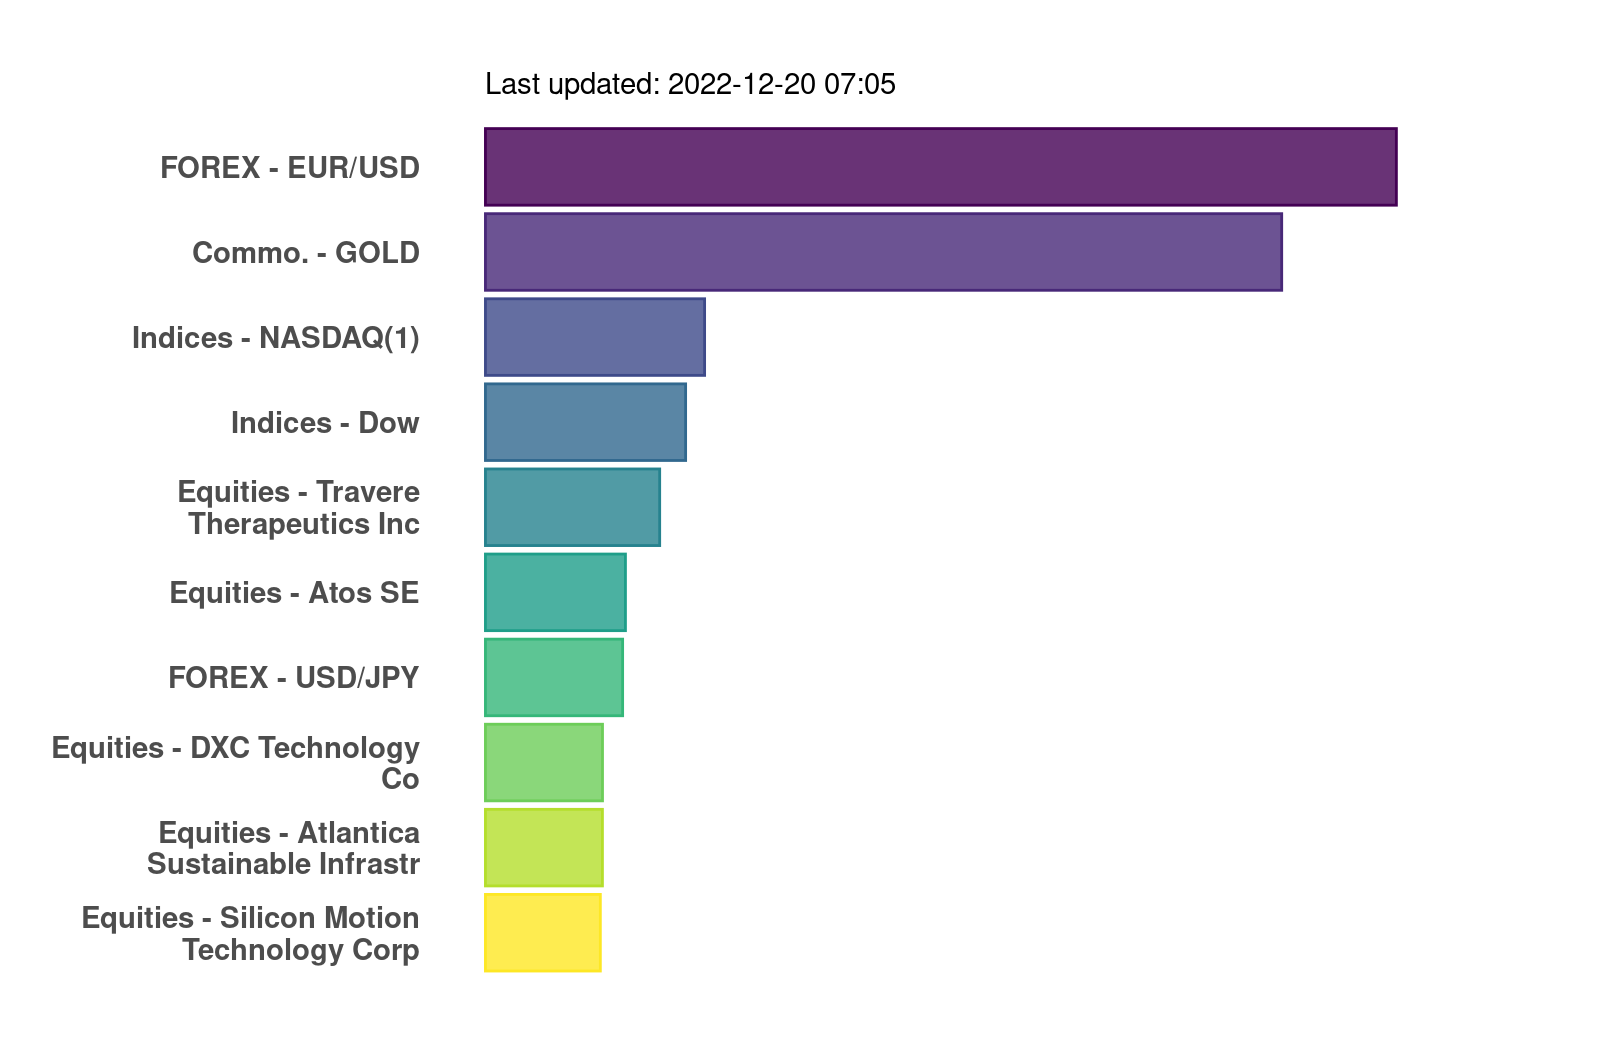 Last updated: 2022-12-20 07:05
FOREX - EUR/USD
Commo. - GOLD
Indices - NASDAQ(1)
Indices - Dow
Equities - Travere
Therapeutics Inc
Equities - Atos SE
FOREX - USD/JPY
Equities - DXC Technology
Co
Equities - Atlantica
Sustainable Infrastr
Equities - Silicon Motion
Technology Corp